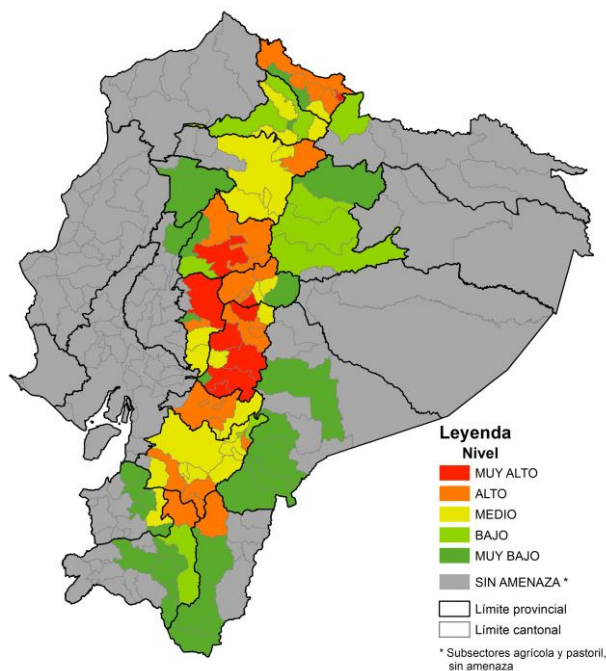 Leyenda
Nivel
MUY ALTO
ALTO
MEDIO
BAJO
MUY BAJO
SIN AMENAZA *
Límite provincial
Límite cantonal
* Subsectores agrícola y pastoril,
sin amenaza